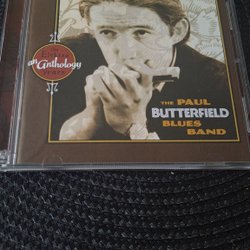 an Anthology
THE PAUL
BUTTERFIELD
BLUES BAND